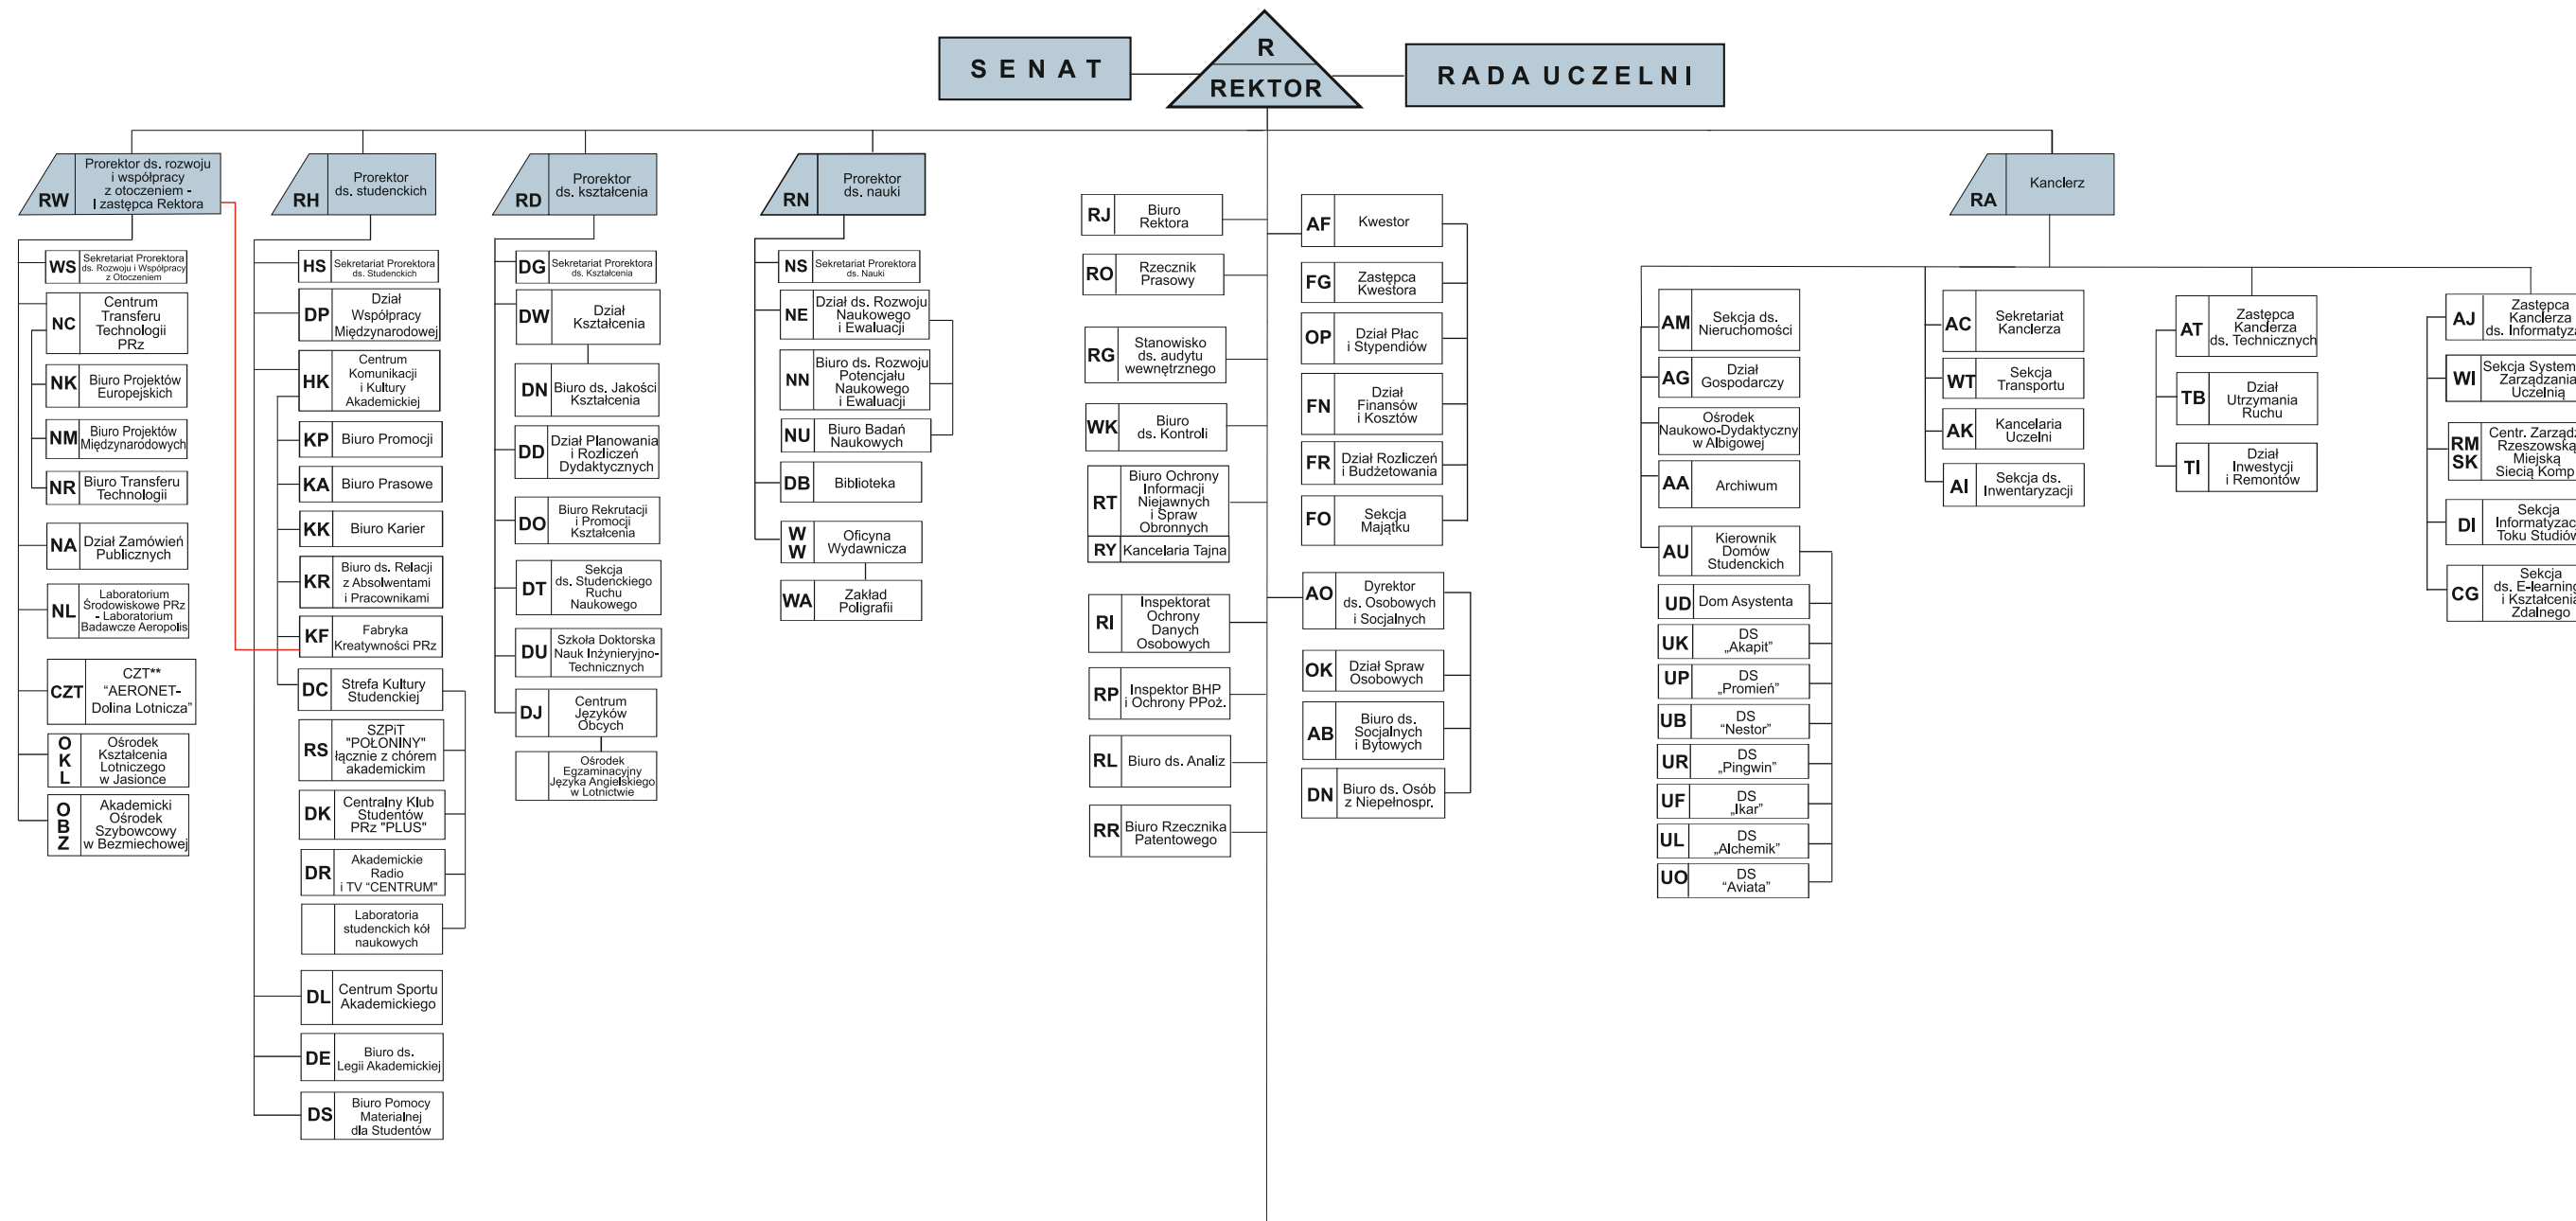 S E N A T
R
REKTOR
RADA UCZELNI
RW
Prorektor ds. rozwoju
i współpracy
z otoczeniem -
I zastępca Rektora
WS
Sekretariat Prorektora
ds. Rozwoju i Współpracy
z Otoczeniem
NC
Centrum
Transferu
Technologii
PRz
NK
Biuro Projektów
Europejskich
NM
Biuro Projektów
Międzynarodowych
NR
Biuro Transferu
Technologii
NA
Dział Zamówień
Publicznych
NL
Laboratorium
Środowiskowe PRz
- Laboratorium
Badawcze Aeropolis
CZT
CZT**
“AERONET-
Dolina Lotnicza”
O
K
L
Ośrodek
Kształcenia
Lotniczego
w Jasionce
O
B
Z
Akademicki
Ośrodek
Szybowcowy
w Bezmiechowej
RH
Prorektor
ds. studenckich
HS
Sekretariat Prorektora
ds. Studenckich
DP
Dział
Współpracy
Międzynarodowej
HK
Centrum
Komunikacji
i Kultury
Akademickiej
KP
Biuro Promocji
KA
Biuro Prasowe
KK
Biuro Karier
KR
Biuro ds. Relacji
z Absolwentami
i Pracownikami
KF
Fabryka
Kreatywności PRz
DC
Strefa Kultury
Studenckiej
RS
SZPiT
"POŁONINY"
łącznie z chórem
akademickim
DK
Centralny Klub
Studentów
PRz "PLUS"
DR
Akademickie
Radio
i TV “CENTRUM”
Laboratoria
studenckich kół
naukowych
DL
Centrum Sportu
Akademickiego
DE
Biuro ds.
Legii Akademickiej
DS
Biuro Pomocy
Materialnej
dla Studentów
RD
Prorektor
ds. kształcenia
DG
Sekretariat Prorektora
ds. Kształcenia
DW
Dział
Kształcenia
DN
Biuro ds. Jakości
Kształcenia
DD
Dział Planowania
i Rozliczeń
Dydaktycznych
DO
Biuro Rekrutacji
i Promocji
Kształcenia
DT
Sekcja
ds. Studenckiego
Ruchu
Naukowego
DU
Szkoła Doktorska
Nauk Inżynieryjno-
Technicznych
DJ
Centrum
Języków
Obcych
Ośrodek
Egzaminacyjny
Języka Angielskiego
w Lotnictwie
RN
Prorektor
ds. nauki
NS
Sekretariat Prorektora
ds. Nauki
NE
Dział ds. Rozwoju
Naukowego
i Ewaluacji
NN
Biuro ds. Rozwoju
Potencjału
Naukowego
i Ewaluacji
NU
Biuro Badań
Naukowych
DB
Biblioteka
W
W
Oficyna
Wydawnicza
WA
Zakład
Poligrafii
RJ
Biuro
Rektora
RO
Rzecznik
Prasowy
RG
Stanowisko
ds. audytu
wewnętrznego
WK
Biuro
ds. Kontroli
RT
Biuro Ochrony
Informacji
Niejawnych
i Spraw
Obronnych
RY
Kancelaria Tajna
RI
Inspektorat
Ochrony
Danych
Osobowych
RP
Inspektor BHP
i Ochrony PPoż.
RL
Biuro ds. Analiz
RR
Biuro Rzecznika
Patentowego
AF
Kwestor
FG
Zastępca
Kwestora
OP
Dział Płac
i Stypendiów
FN
Dział
Finansów
i Kosztów
FR
Dział Rozliczeń
i Budżetowania
FO
Sekcja
Majątku
AO
Dyrektor
ds. Osobowych
i Socjalnych
OK
Dział Spraw
Osobowych
AB
Biuro ds.
Socjalnych
i Bytowych
DN
Biuro ds. Osób
z Niepełnospr.
RA
Kanclerz
AM
Sekcja ds.
Nieruchomości
AG
Dział
Gospodarczy
Ośrodek
Naukowo-Dydaktyczny
w Albigowej
AA
Archiwum
AU
Kierownik
Domów
Studenckich
UD
Dom Asystenta
UK
DS
„Akapit”
UP
DS
„Promień”
UB
DS
“Nestor”
UR
DS
„Pingwin”
UF
DS
„Ikar”
UL
DS
„Alchemik”
UO
DS
“Aviata”
AC
Sekretariat
Kanclerza
WT
Sekcja
Transportu
AK
Kancelaria
Uczelni
AI
Sekcja ds.
Inwentaryzacji
AT
Zastępca
Kanclerza
ds. Technicznych
TB
Dział
Utrzymania
Ruchu
TI
Dział
Inwestycji
i Remontów
AJ
Zastępca
Kanclerza
ds.
WI
Sekcja
Zarządzania
Uczelnią
RM
SK
Centr.
Rzeszowską
Miejską
Siecią Komp
DI
Sekcja
Toku Studiów
CG
Sekcja
ds. E-learning
i Kształcenia
Zdalnego